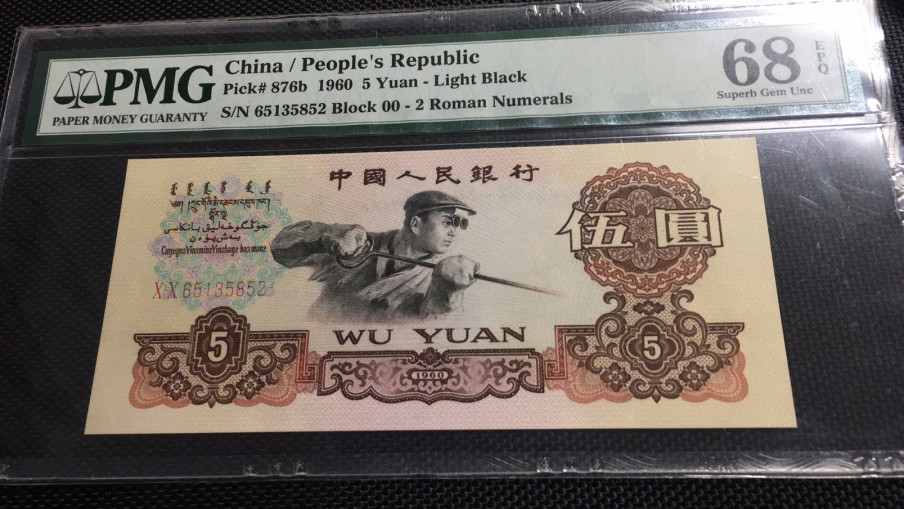 PMG
PAPER MONEY GUARANTY
China / People's Republic
Pick# 876b 1960 5 Yuan - Light Black
S/N 65135852 Block 00 - 2 Roman Numerals
68 EPQ
Superb Gem Unc
中國人民銀行
伍圓
XX65135852
WU YUAN
5
1960
5